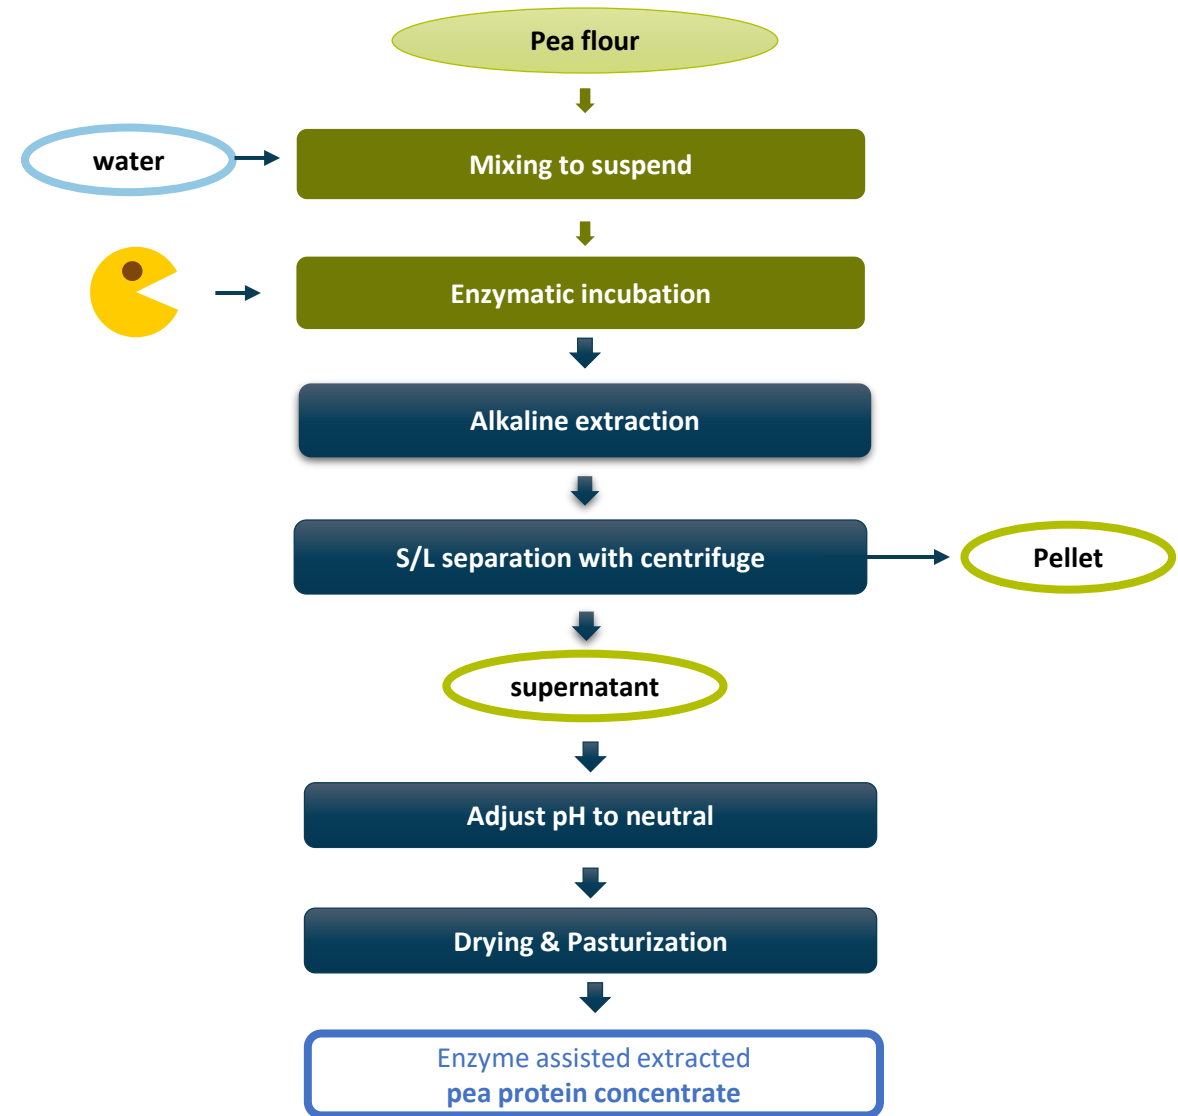 Pea flour
water
Mixing to suspend
Enzymatic incubation
Alkaline extraction
S/L separation with centrifuge
Pellet
supernatant
Adjust pH to neutral
Drying & Pasturization
Enzyme assisted extracted
pea protein concentrate